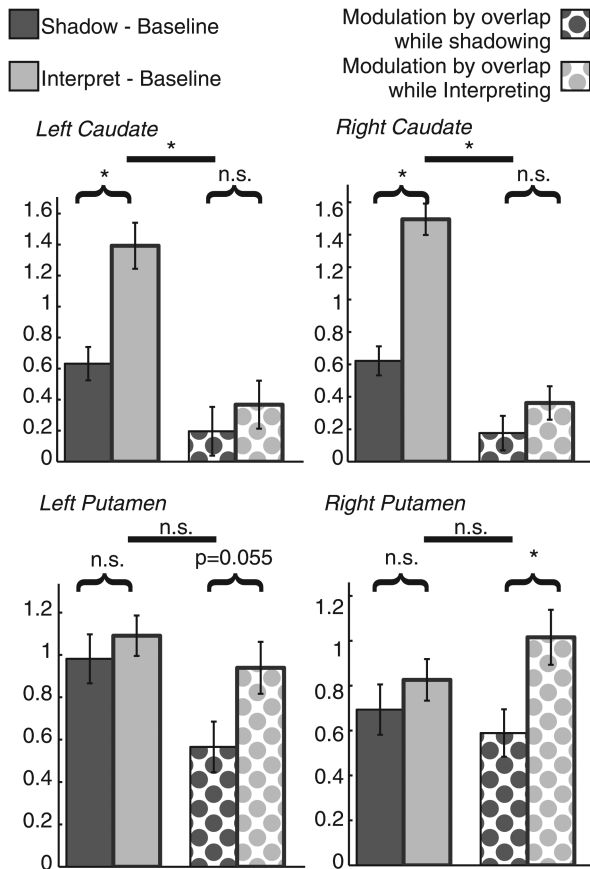 Shadow - Baseline
Interpret - Baseline
Modulation by overlap
while shadowing
Modulation by overlap
while Interpreting
Left Caudate
*
*
n.s.
1.6
1.4
1.2
1
0.8
0.6
0.4
0.2
0
Right Caudate
*
*
n.s.
1.6
1.4
1.2
1
0.8
0.6
0.4
0.2
0
Left Putamen
n.s.
n.s.
p=0.055
1.2
1
0.8
0.6
0.4
0.2
0
Right Putamen
n.s.
n.s.
*
1.2
1
0.8
0.6
0.4
0.2
0